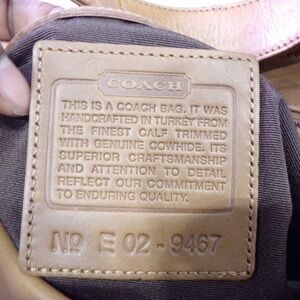 COACH
THIS IS A COACH BAG. IT WAS
HANDCRAFTED IN TURKEY FROM
THE FINEST CALF TRIMMED
WITH GENUINE COWHIDE. ITS
SUPERIOR CRAFTSMANSHIP
AND ATTENTION TO DETAIL
REFLECT OUR COMMITMENT
TO ENDURING QUALITY.
Nº E 02 - 9467